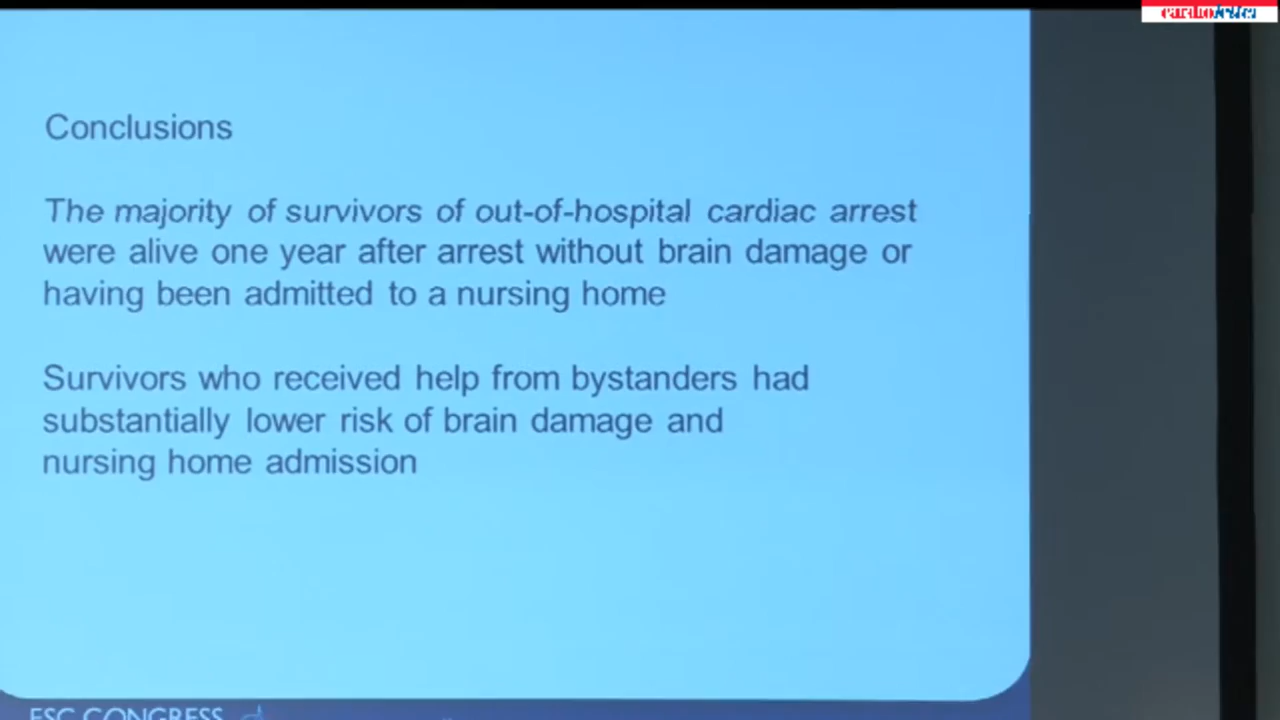 Conclusions
The majority of survivors of out-of-hospital cardiac arrest
were alive one year after arrest without brain damage or
having been admitted to a nursing home
Survivors who received help from bystanders had
substantially lower risk of brain damage and
nursing home admission
ESC CONGRESS